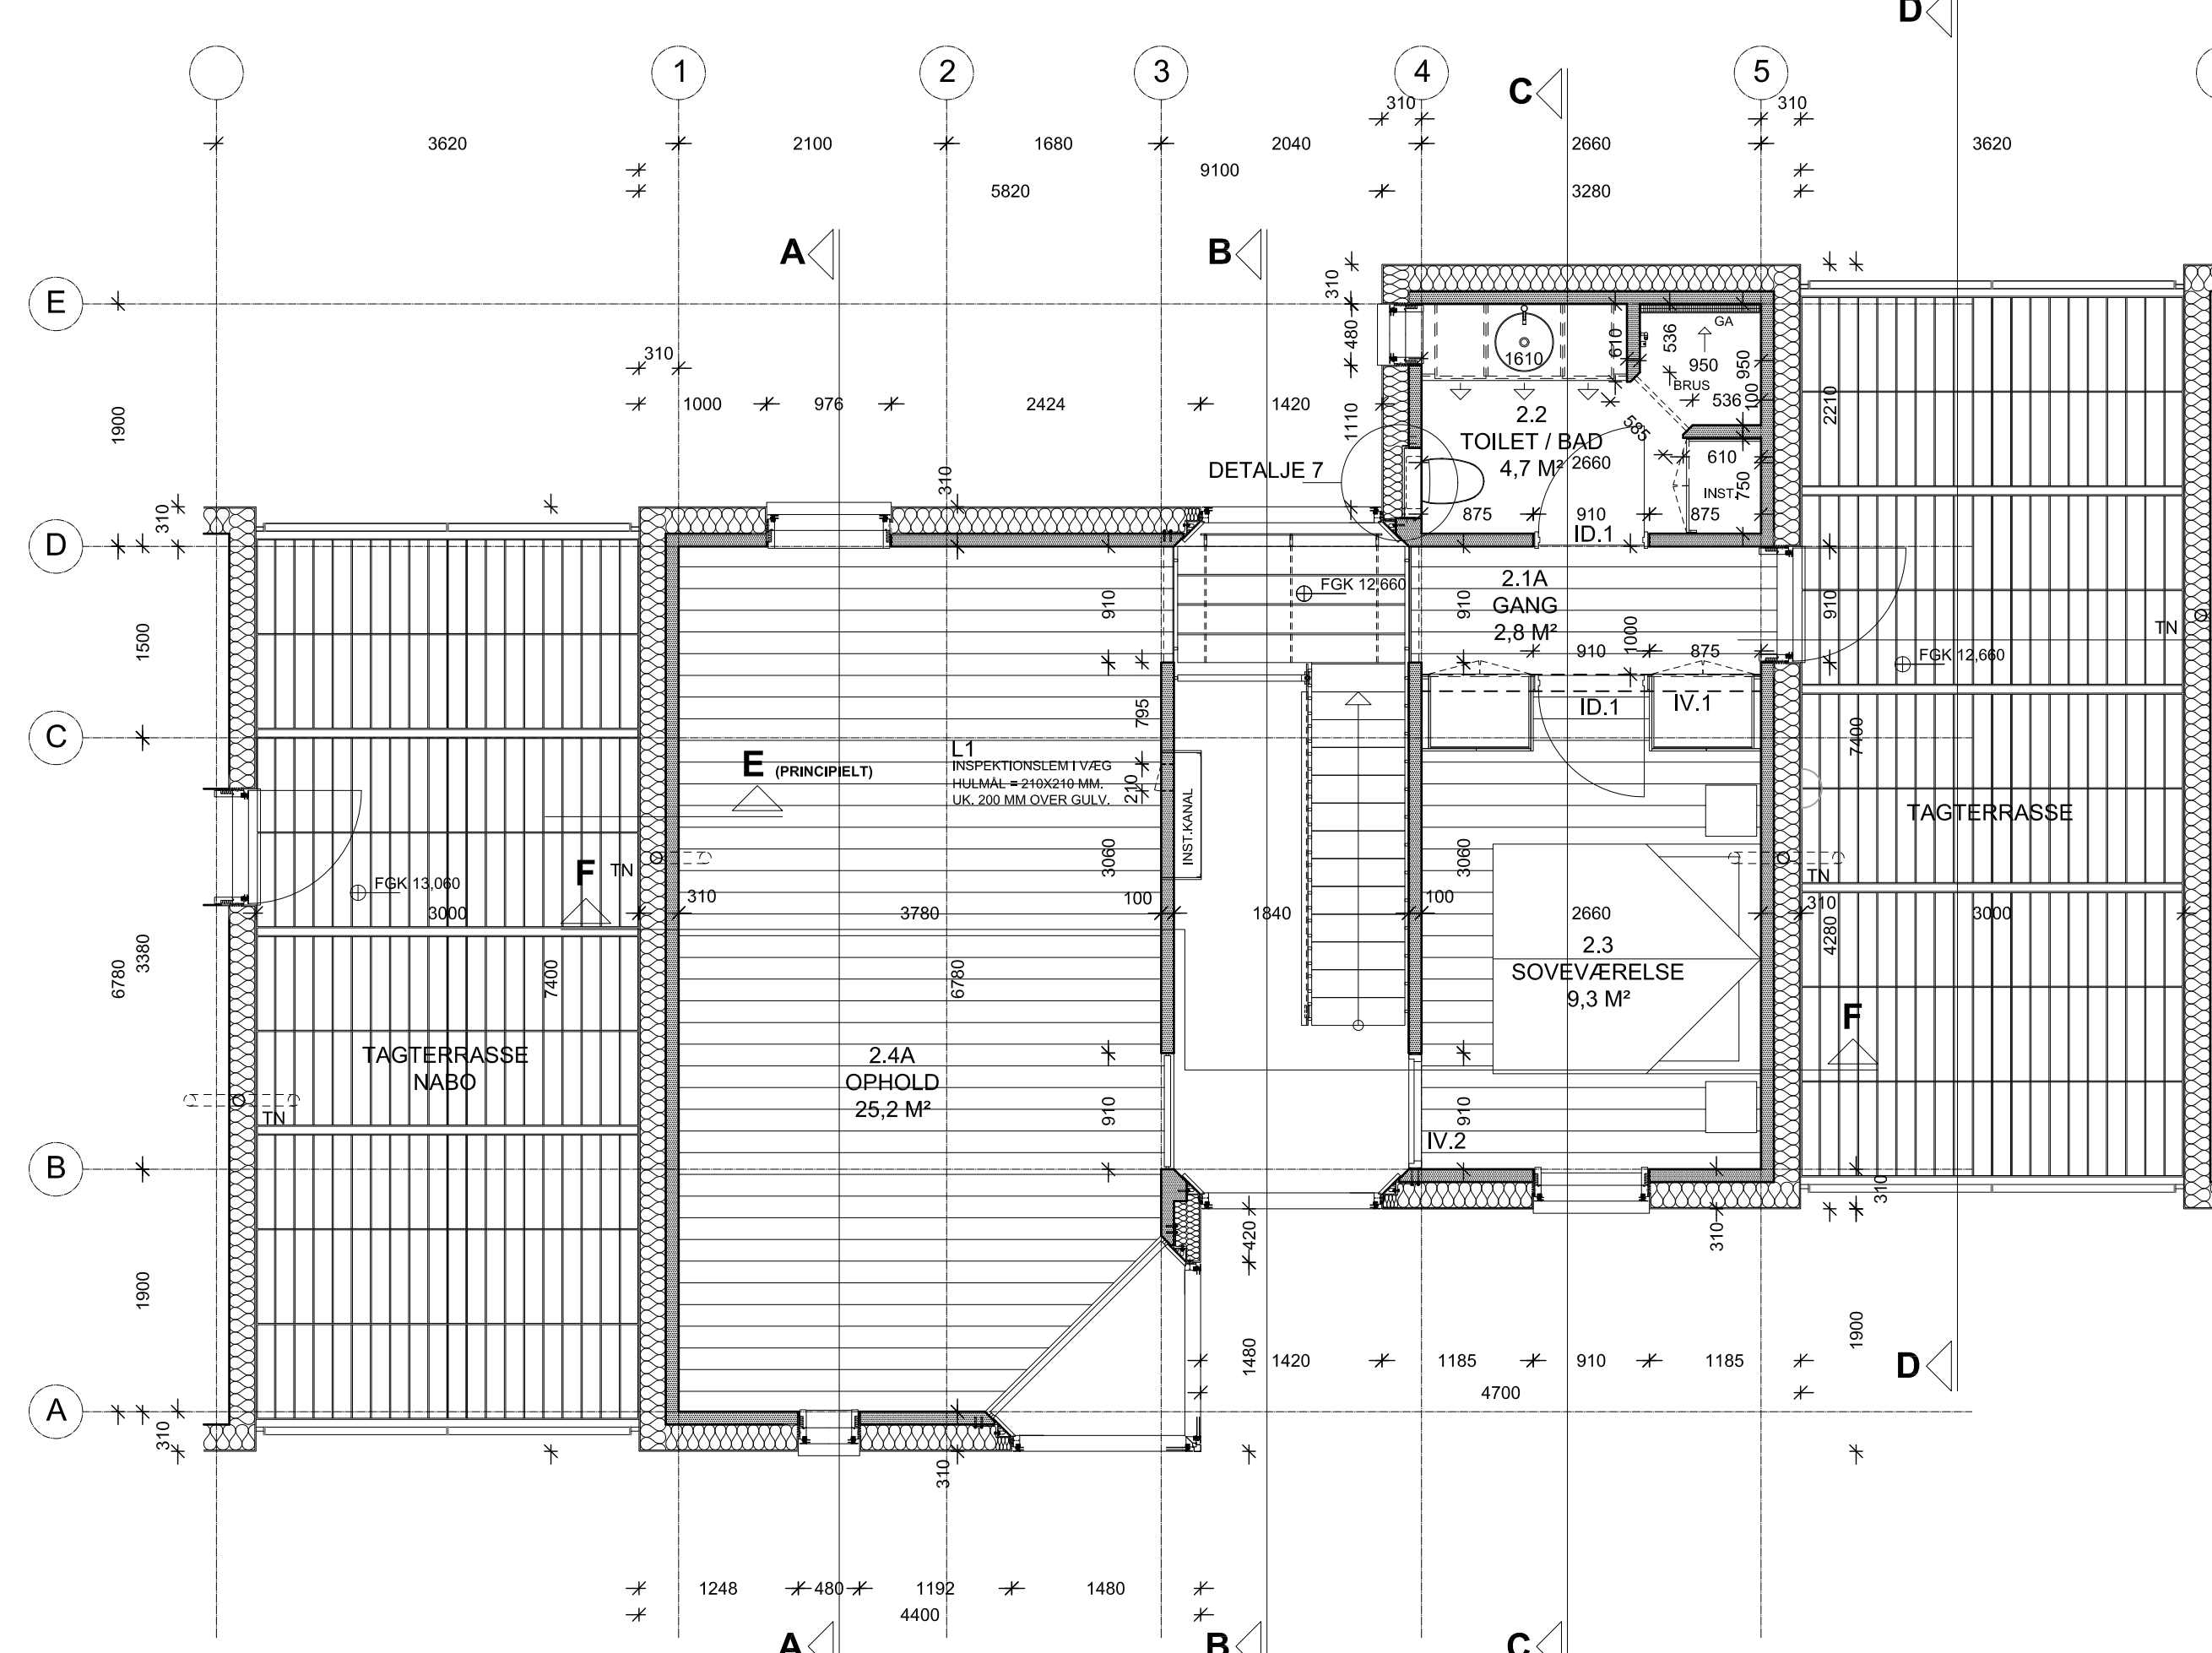 D
1
2
3
4
5
C
310
310
3620
2100
1680
2040
2660
3620
9100
5820
3280
A
B
E
310
480
610
536
GA
950
950
1610
BRUS
536
100
310
1000
976
2424
1420
1110
2210
1900
2.2
TOILET / BAD
4,7 M²
2660
585
610
750
INST.
DETALJE 7
310
310
875
910
875
ID.1
D
2.1A
GANG
2,8 M²
FGK 12,660
910
910
1000
910
910
875
1500
TN
FGK 12,660
795
ID.1
IV.1
C
7400
L1
INSPEKTIONSLEM I VÆG
HULMÅL = 210X210 MM.
UK. 200 MM OVER GULV.
210
E (PRINCIPIELT)
INST.KANAL
TAGTERRASSE
3060
3060
F
TN
FGK 13,060
TN
3000
310
3780
100
1840
100
2660
310
3000
4280
2.3
SOVEVÆRELSE
9,3 M²
6780
3380
7400
6780
F
TAGTERRASSE
NABO
2.4A
OPHOLD
25,2 M²
TN
910
910
IV.2
B
310
310
420
1900
1480
1900
1420
1185
910
1185
4700
D
A
310
310
1248
480
1192
1480
4400
A
B
C